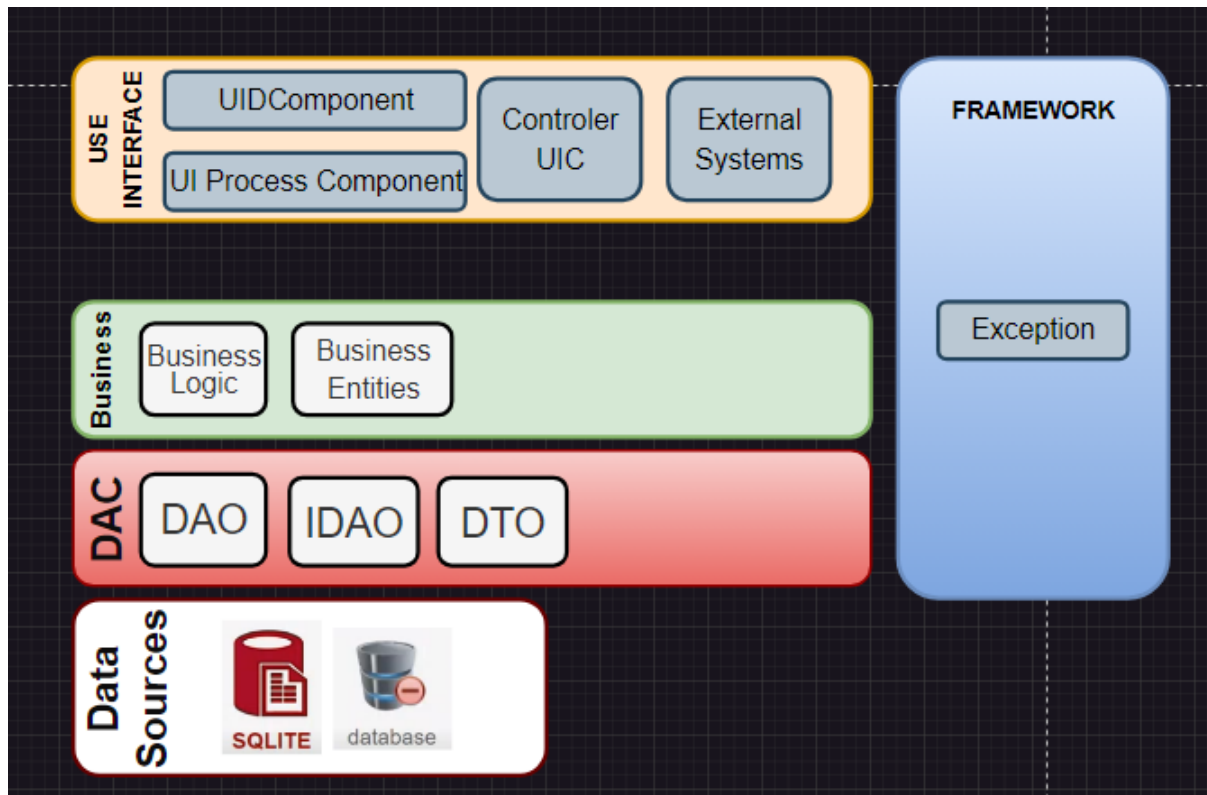 USE
INTERFACE
UIDComponent
UI Process Component
Controler
UIC
External
Systems
FRAMEWORK
Exception
Business
Business
Logic
Business
Entities
DAC
DAO
IDAO
DTO
Data
Sources
SQLITE
database